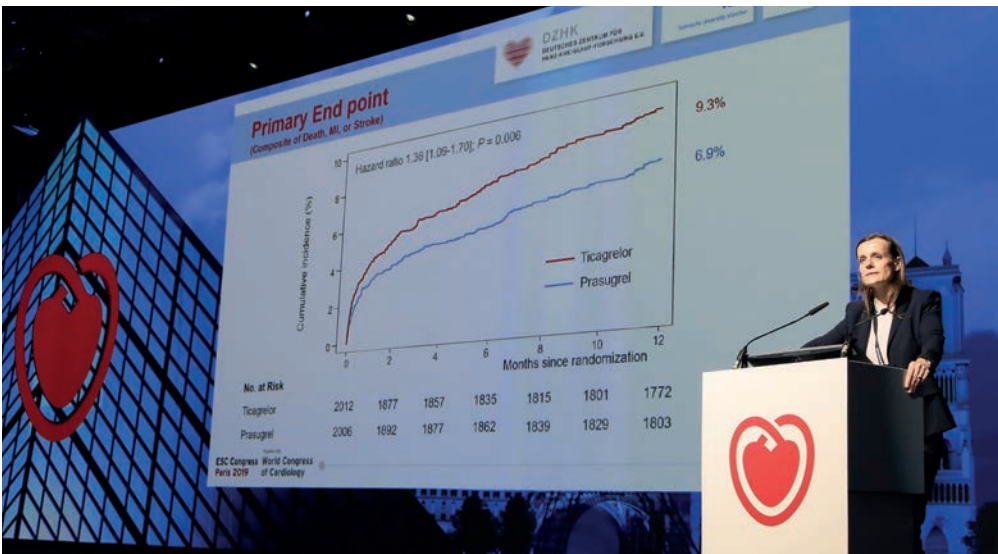 DZHK
DEUTSCHES ZENTRUM FÜR
HERZ-KREISLAUF-FORSCHUNG E.V.
Primary End point
(Composite of Death, MI, or Stroke)
Hazard ratio 1.36 [1.09-1.70]; P = 0.006
9.3%
6.9%
Cumulative incidence (%)
10
8
6
4
2
0
Ticagrelor
Prasugrel
0 2 4 6 8 10 12
Months since randomization
No. at Risk
Ticagrelor 2012 1877 1857 1835 1815 1801 1772
Prasugrel 2006 1892 1877 1862 1839 1829 1803
ESC Congress World Congress
Paris 2019 of Cardiology